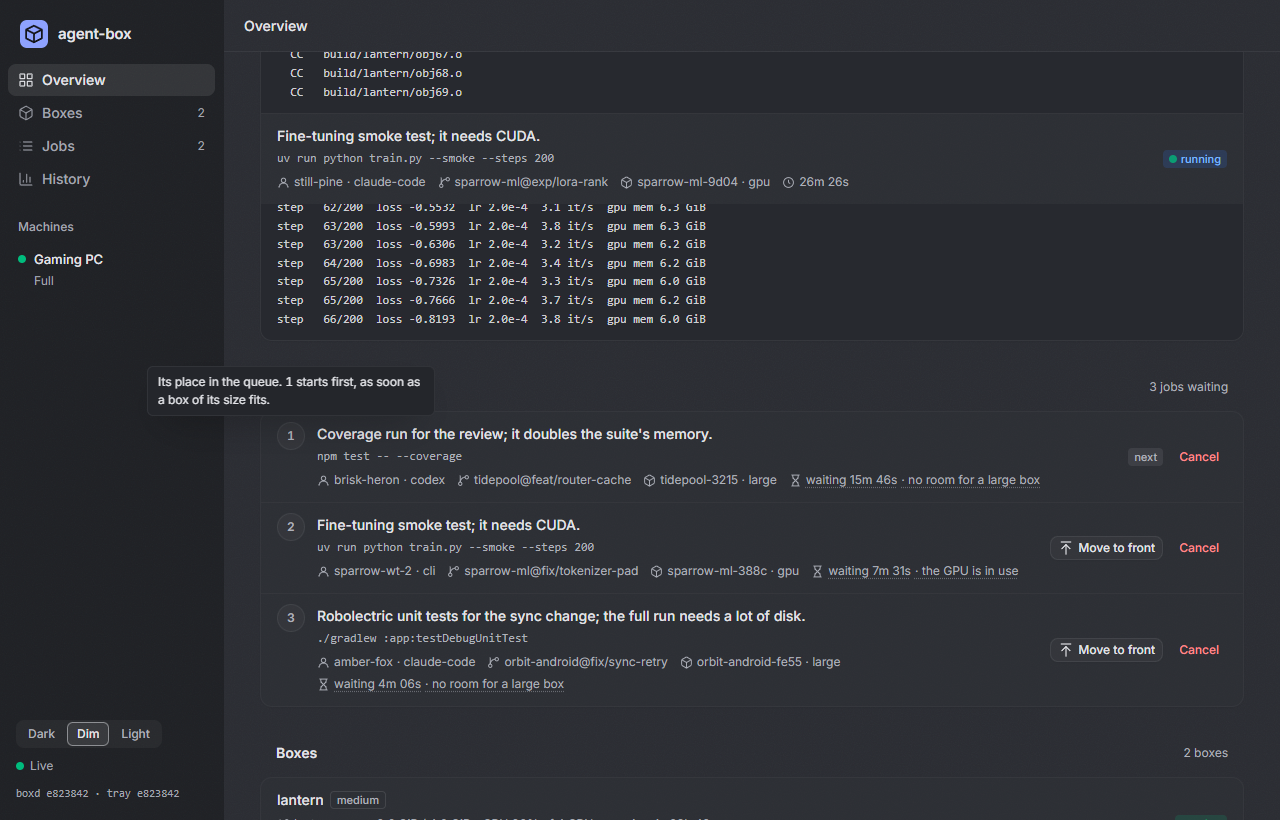 agent-box
Overview
Boxes 2
Jobs 2
History
Machines
Gaming PC
Full
Dark Dim Light
Live
boxd e823842 · tray e823842
Overview
CC build/lantern/obj67.o
CC build/lantern/obj68.o
CC build/lantern/obj69.o
Fine-tuning smoke test; it needs CUDA.
uv run python train.py --smoke --steps 200
running
still-pine · claude-code sparrow-ml@exp/lora-rank sparrow-ml-9d04 · gpu 26m 26s
step 62/200 loss -0.5532 lr 2.0e-4 3.1 it/s gpu mem 6.3 GiB
step 63/200 loss -0.5993 lr 2.0e-4 3.8 it/s gpu mem 6.3 GiB
step 63/200 loss -0.6306 lr 2.0e-4 3.2 it/s gpu mem 6.2 GiB
step 64/200 loss -0.6983 lr 2.0e-4 3.4 it/s gpu mem 6.2 GiB
step 65/200 loss -0.7326 lr 2.0e-4 3.3 it/s gpu mem 6.0 GiB
step 65/200 loss -0.7666 lr 2.0e-4 3.7 it/s gpu mem 6.2 GiB
step 66/200 loss -0.8193 lr 2.0e-4 3.8 it/s gpu mem 6.0 GiB
Its place in the queue. 1 starts first, as soon as
a box of its size fits.
3 jobs waiting
1 Coverage run for the review; it doubles the suite's memory.
npm test -- --coverage
next Cancel
brisk-heron · codex tidepool@feat/router-cache tidepool-3215 · large waiting 15m 46s · no room for a large box
2 Fine-tuning smoke test; it needs CUDA.
uv run python train.py --smoke --steps 200
Move to front Cancel
sparrow-wt-2 · cli sparrow-ml@fix/tokenizer-pad sparrow-ml-388c · gpu waiting 7m 31s · the GPU is in use
3 Robolectric unit tests for the sync change; the full run needs a lot of disk.
./gradlew :app:testDebugUnitTest
Move to front Cancel
amber-fox · claude-code orbit-android@fix/sync-retry orbit-android-fe55 · large
waiting 4m 06s · no room for a large box
Boxes 2 boxes
lantern medium